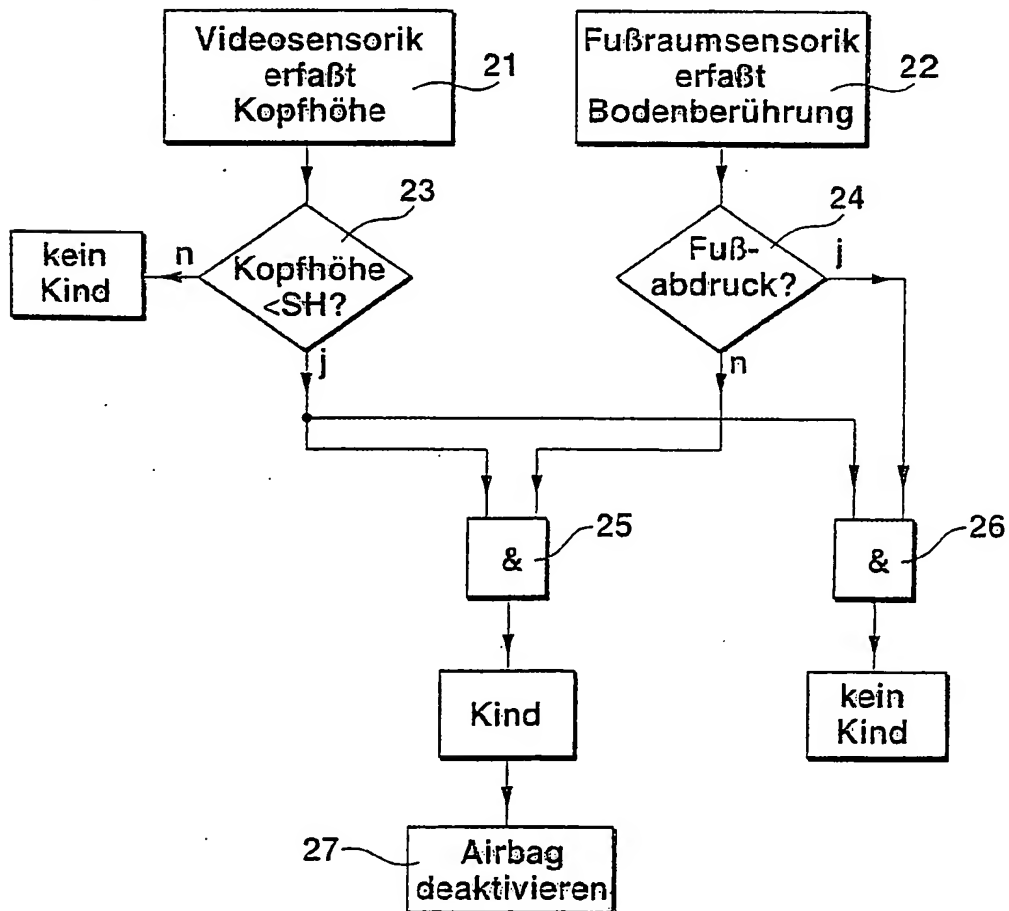 Videosensorik
erfaßt
Kopfhöhe
21
Fußraumsensorik
erfaßt
Bodenberührung
22
23
24
kein
Kind
n
Kopfhöhe
<SH?
j
Fuß-
abdruck?
j
n
&
25
&
26
Kind
kein
Kind
27
Airbag
deaktivieren